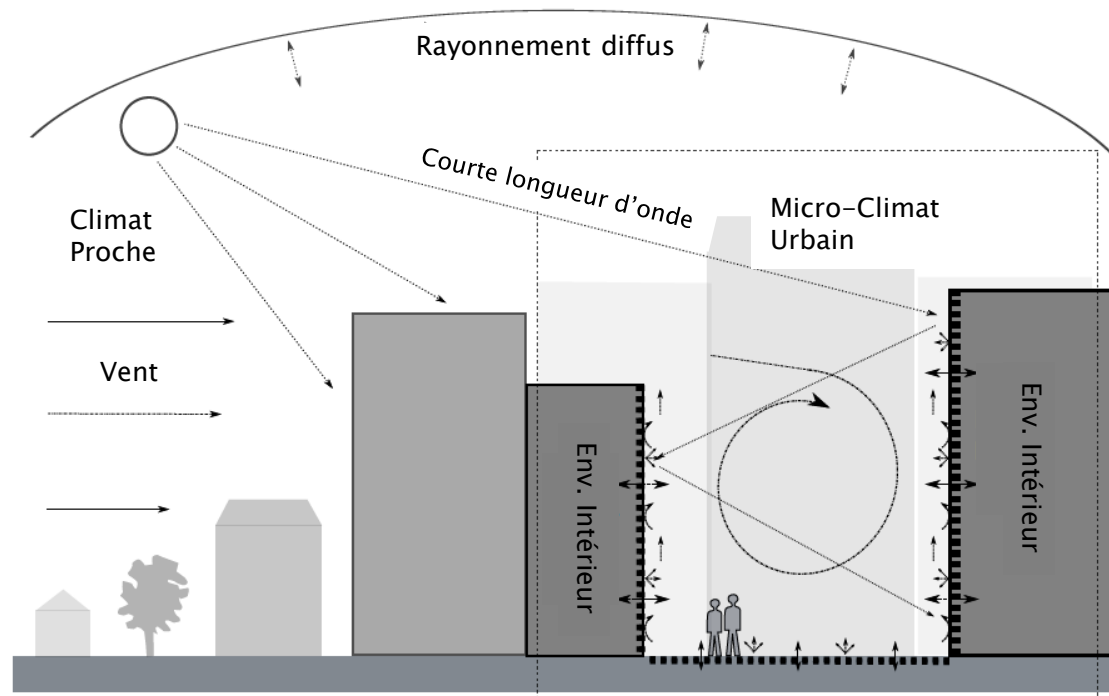 Rayonnement diffus
Courte longueur d'onde
Climat
Proche
Micro-Climat
Urbain
Vent
Env. Intérieur
Env. Intérieur